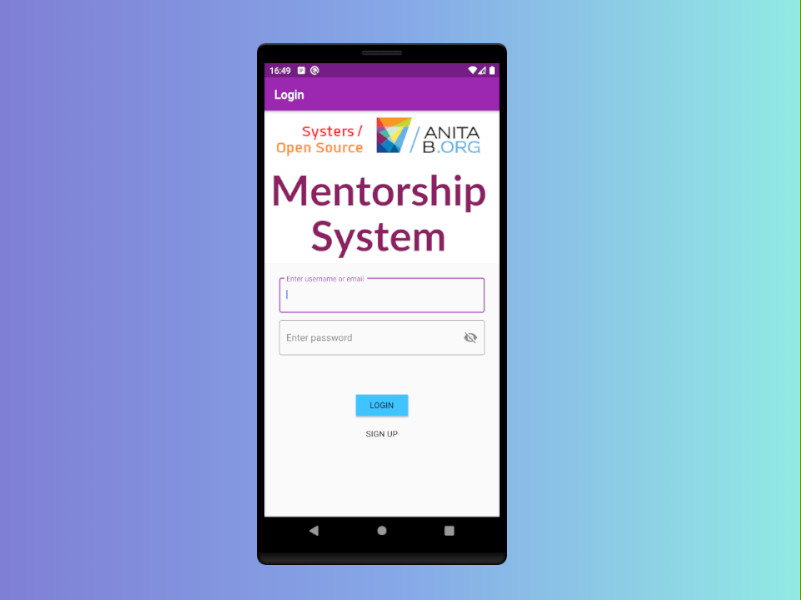 16:49
Login
Systers /
Open Source
ANITA
B.ORG
Mentorship
System
Enter username or email
Enter password
LOGIN
SIGN UP